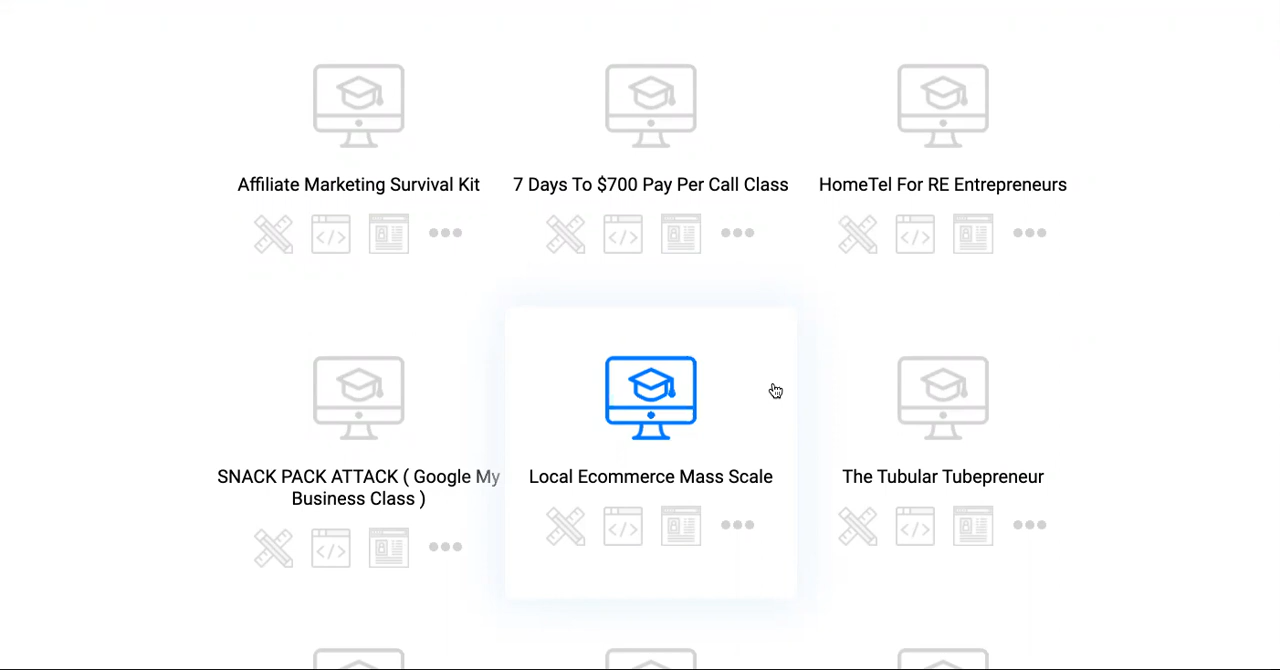 Affiliate Marketing Survival Kit
7 Days To $700 Pay Per Call Class
HomeTel For RE Entrepreneurs
SNACK PACK ATTACK ( Google My
Business Class )
Local Ecommerce Mass Scale
The Tubular Tubepreneur